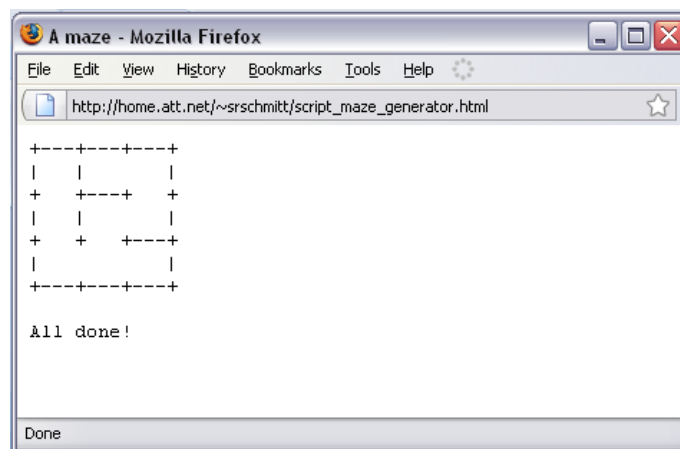 A maze - Mozilla Firefox
File Edit View History Bookmarks Tools Help
http://home.att.net/~srschmitt/script_maze_generator.html
+---+---+---+
|   |       |
+   +---+   +
|   |       |
+   +   +---+
|           |
+---+---+---+
All done!
Done